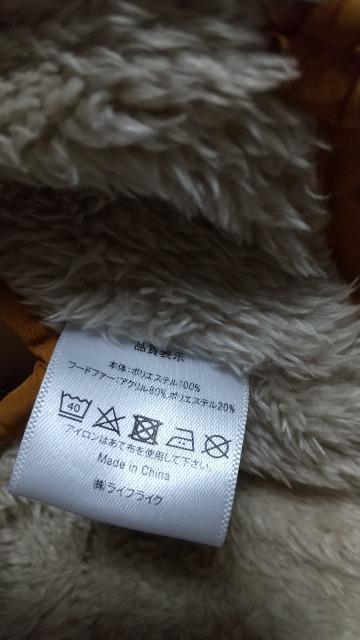 品質表示
本体:ポリエステル100%
フードファー:アクリル80%、ポリエステル20%
40
アイロンはあて布を使用して下さい。
Made in China
㈱ライフライク